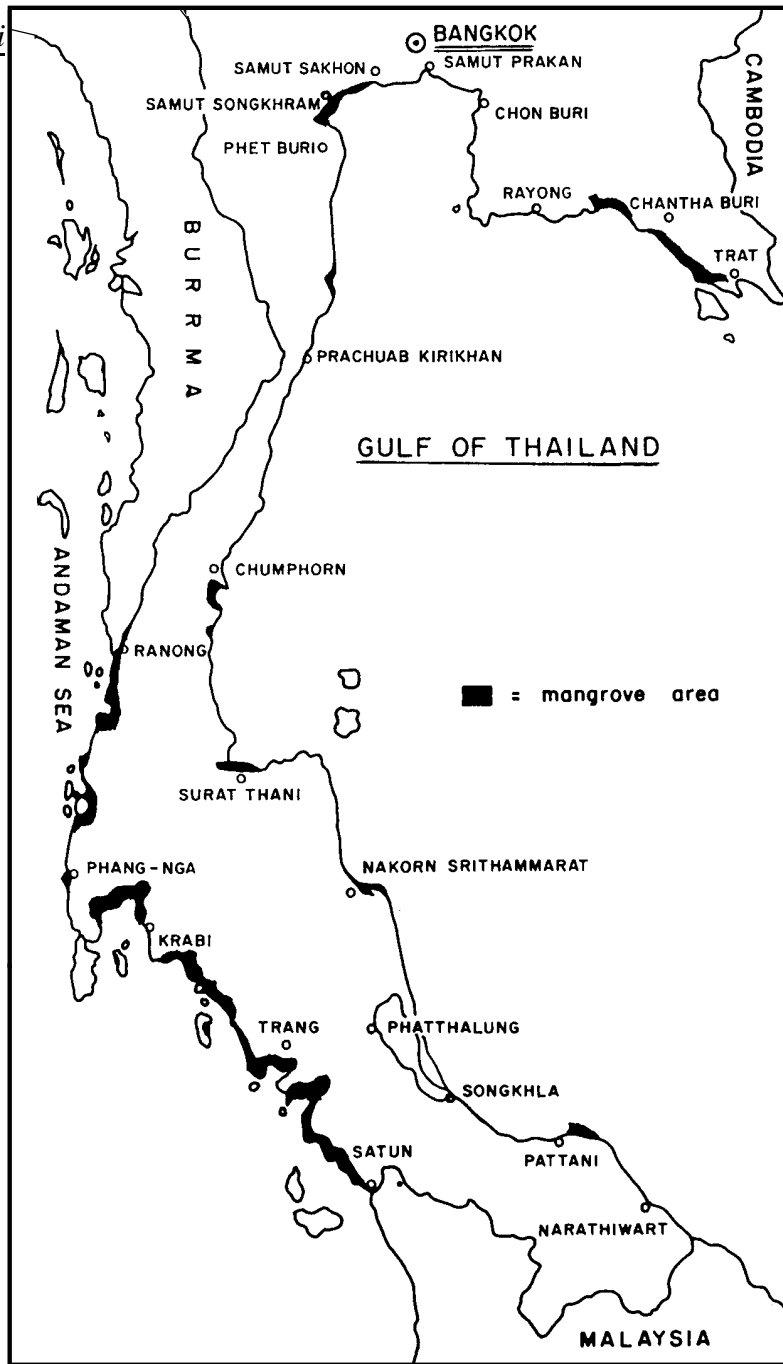 i
BANGKOK
SAMUT SAKHON
SAMUT PRAKAN
SAMUT SONGKHRAM
CHON BURI
PHET BURI
CAMBODIA
RAYONG
CHANTHA BURI
TRAT
BURRMA
PRACHUAB KIRIKHAN
GULF OF THAILAND
ANDAMAN SEA
CHUMPHORN
RANONG
= mangrove area
SURAT THANI
PHANG-NGA
NAKORN SRITHAMMARAT
KRABI
TRANG
PHATTHALUNG
SONGKHLA
SATUN
PATTANI
NARATHIWART
MALAYSIA